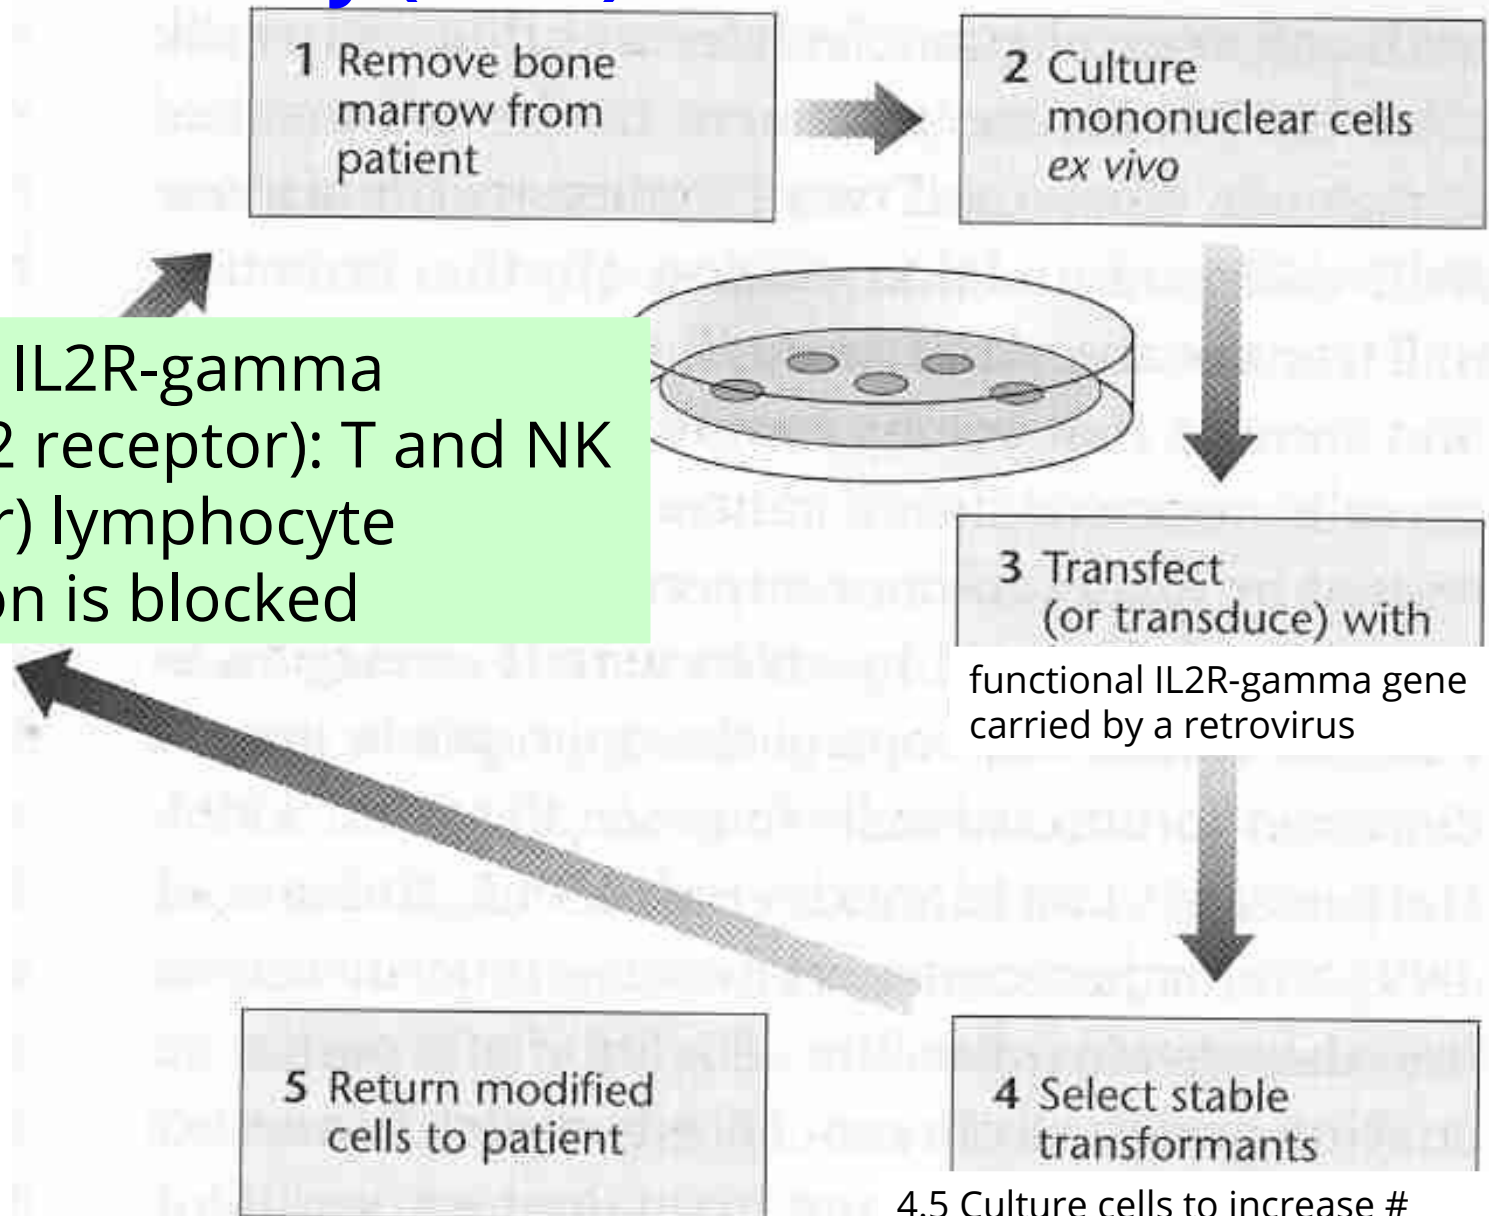 1 Remove bone
marrow from
patient
2 Culture
mononuclear cells
ex vivo
IL2R-gamma
2 receptor): T and NK
r) lymphocyte
on is blocked
3 Transfect
(or transduce) with
functional IL2R-gamma gene
carried by a retrovirus
5 Return modified
cells to patient
4 Select stable
transformants
4.5 Culture cells to increase #